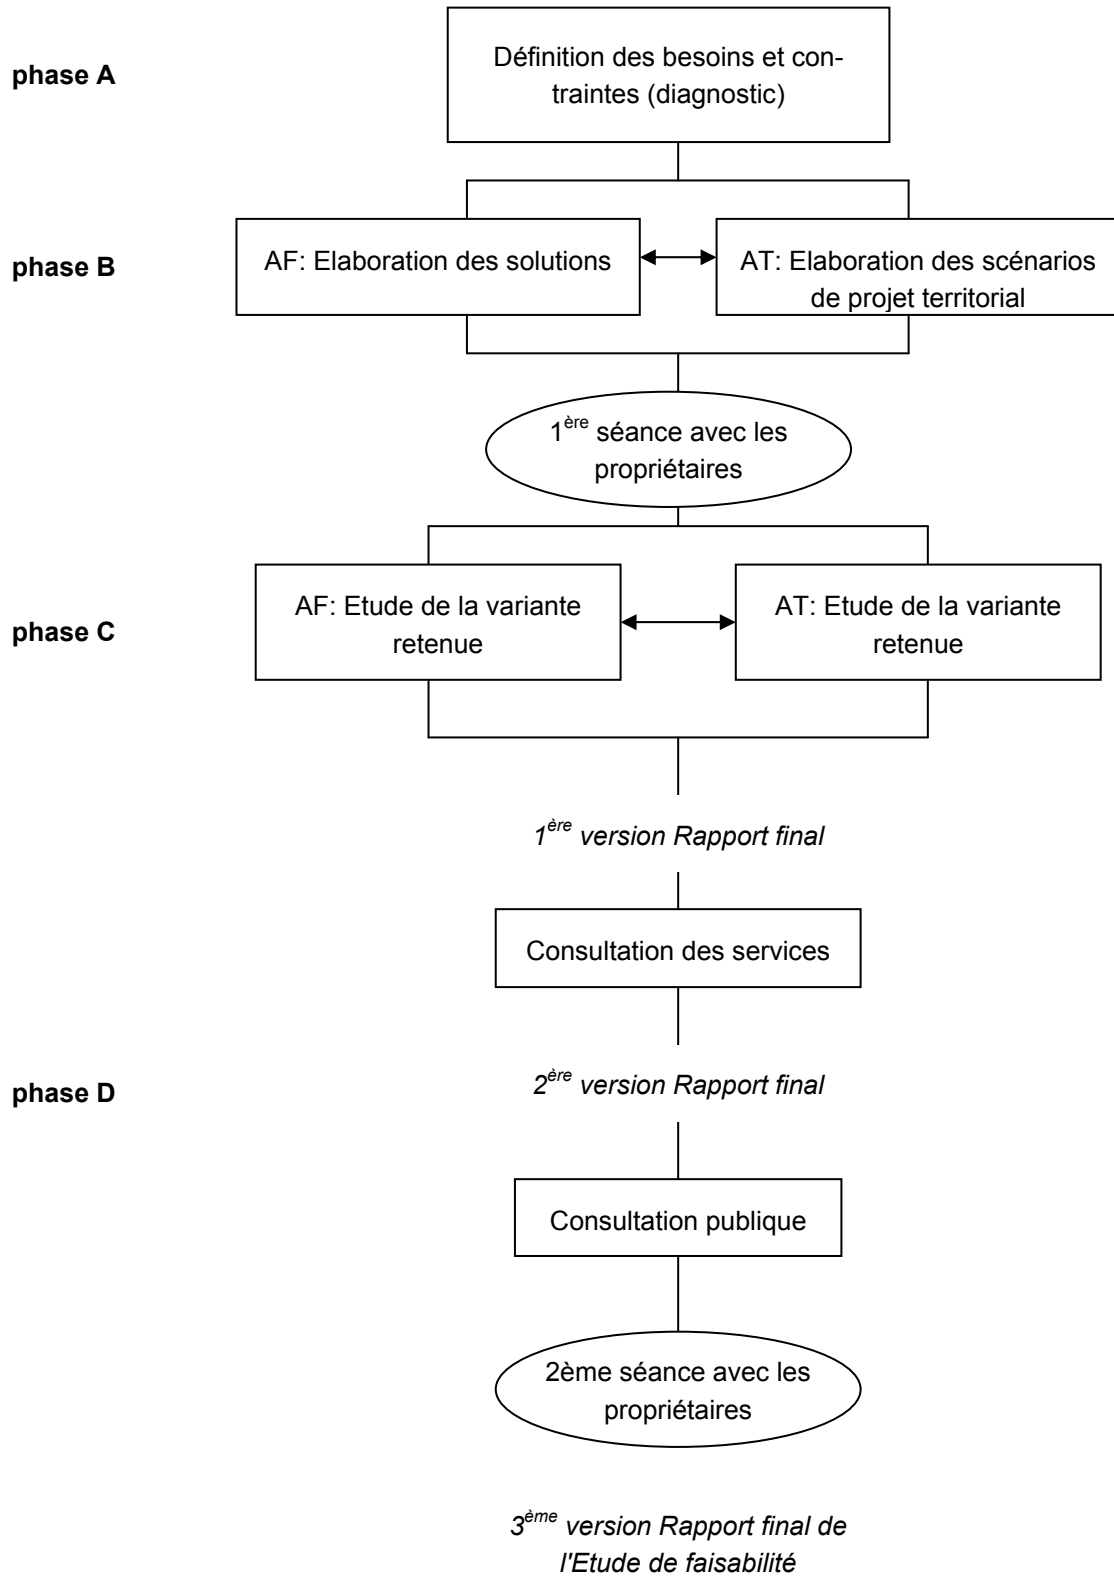 phase A
Définition des besoins et con-
traintes (diagnostic)
phase B
AF: Elaboration des solutions
AT: Elaboration des scénarios
de projet territorial
1ère séance avec les
propriétaires
phase C
AF: Etude de la variante
retenue
AT: Etude de la variante
retenue
1ère version Rapport final
Consultation des services
phase D
2ère version Rapport final
Consultation publique
2ème séance avec les
propriétaires
3ème version Rapport final de
l'Etude de faisabilité